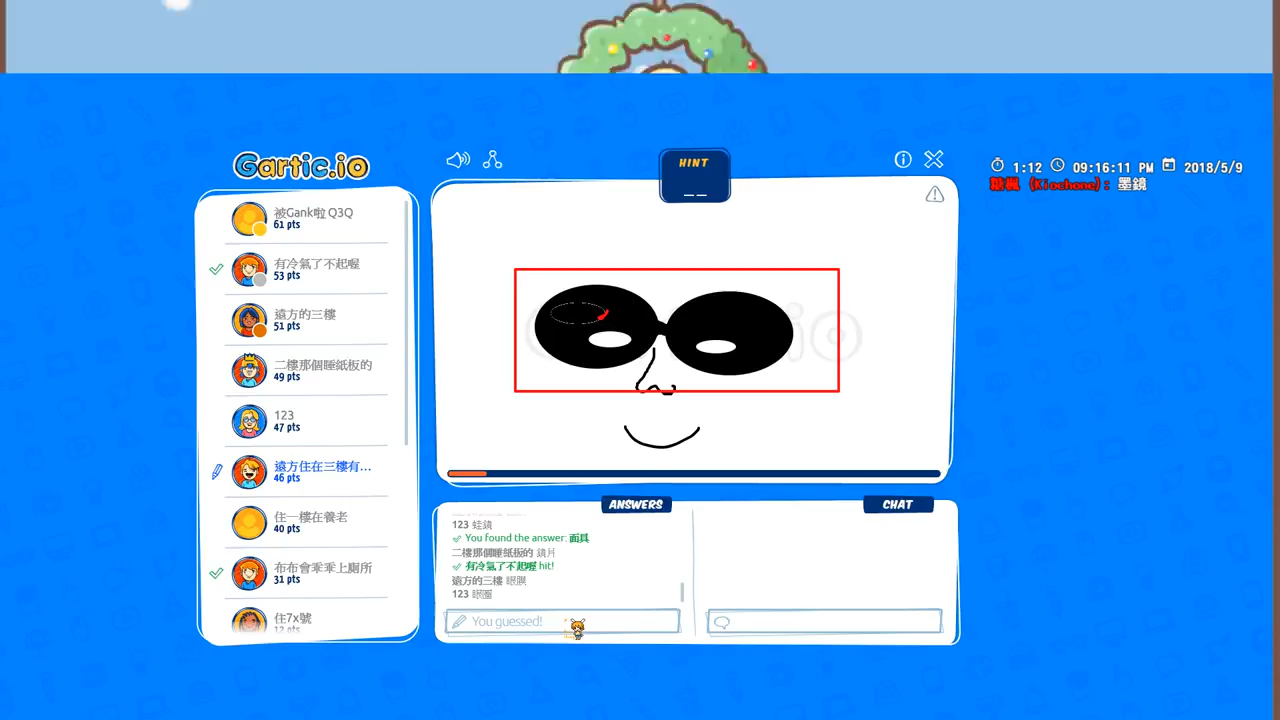 Gartic.io
HINT
1:12 09:16:11 PM 2018/5/9
糖楓 (Kiochone): 墨鏡
被Gank啦 Q3Q
61 pts
有冷氣了不起喔
53 pts
遠方的三樓
51 pts
二樓那個睡紙板的
49 pts
123
47 pts
遠方住在三樓有...
46 pts
住一樓在養老
40 pts
布布會乖乖上廁所
31 pts
住7x號
12 pts
io
ANSWERS
123 蛙鏡
You found the answer: 面具
二樓那個睡紙板的 鏡片
有冷氣了不起喔 hit!
遠方的三樓 眼膜
123 眼圈
You guessed!
CHAT